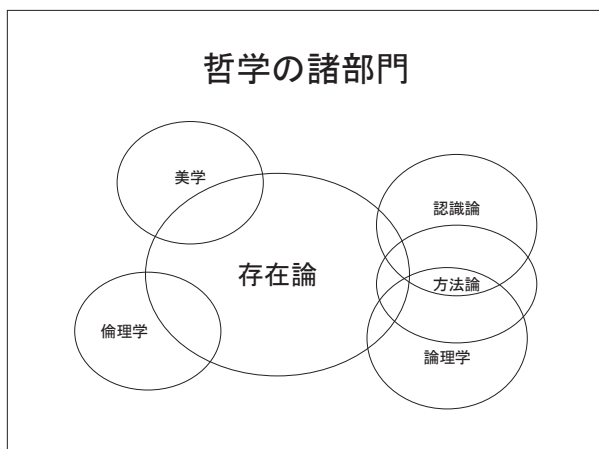 哲学の諸部門
美学
認識論
存在論
方法論
倫理学
論理学